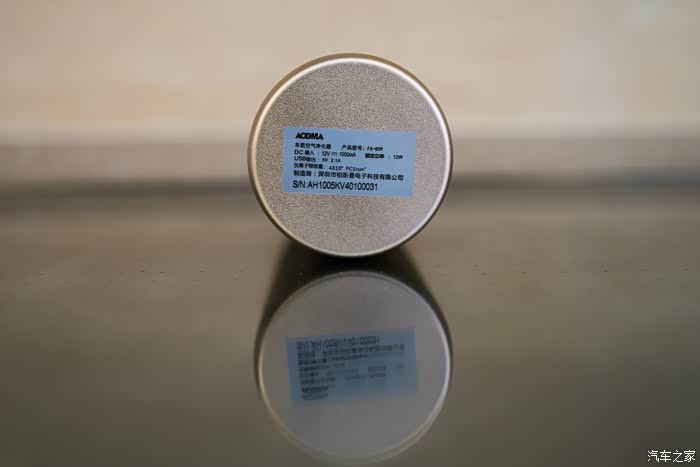 AODMA
车载空气净化器 产品型号：FA-809
DC 输入：12V 1000mA 额定功率：12W
USB输出：5V 2.1A
负离子释放量：
制造商：深圳市柏斯曼电子科技有限公司
S/N:AH1005KV40100031
汽车之家